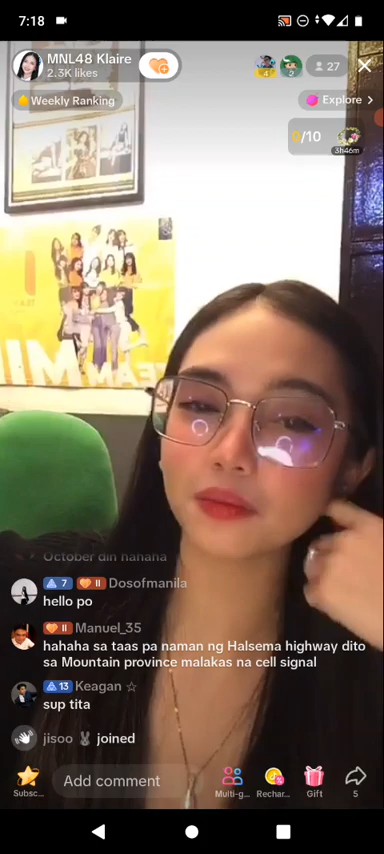 7:18
MNL48 Klaire
2.3K likes
4
2
27
Weekly Ranking
Explore
0/10
3h46m
October din hahaha
7 II Dosofmanila
hello po
II Manuel_35
hahaha sa taas pa naman ng Halsema highway dito
sa Mountain province malakas na cell signal
13 Keagan ☆
sup tita
jisoo 🐰 joined
Add comment
Subsc...
Multi-g...
Rechar...
Gift
5